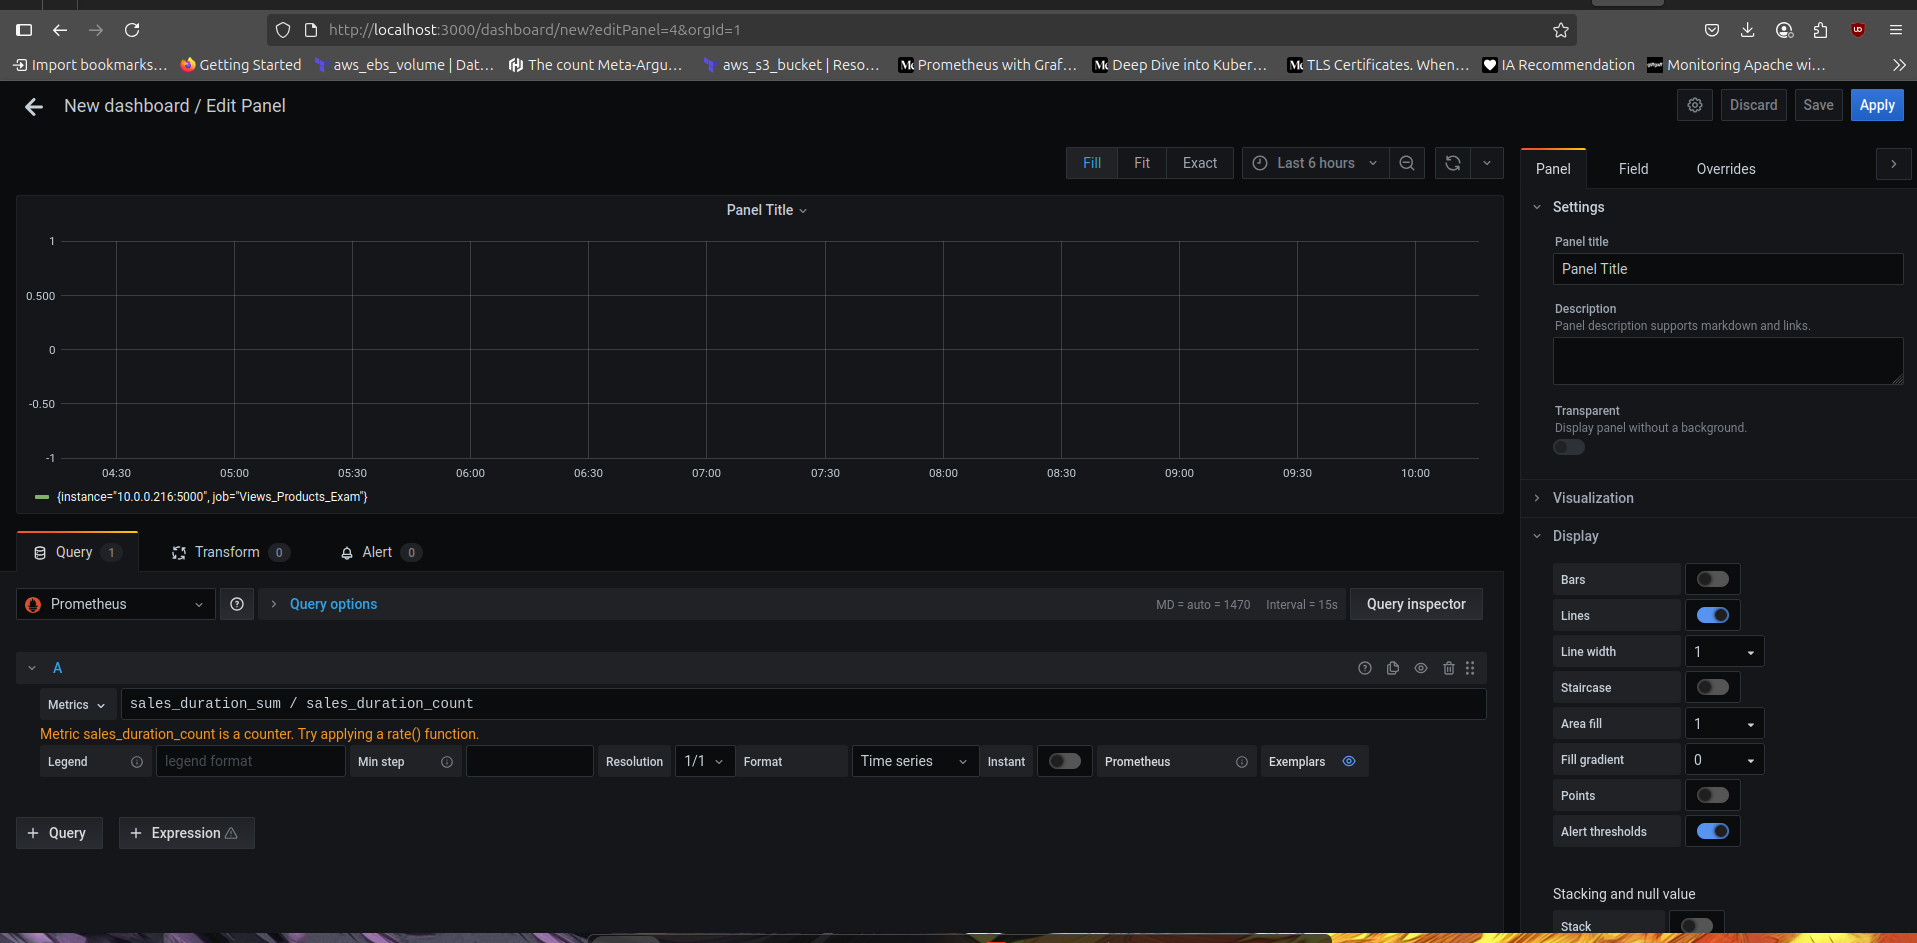 http://localhost:3000/dashboard/new?editPanel=4&orgId=1
Import bookmarks... Getting Started aws_ebs_volume | Dat... The count Meta-Argu... aws_s3_bucket | Reso... Prometheus with Graf... Deep Dive into Kuber... TLS Certificates. When... IA Recommendation Monitoring Apache wi...
New dashboard / Edit Panel
Discard Save Apply
Fill Fit Exact Last 6 hours
Panel Field Overrides
Panel Title
1
0.500
0
-0.50
-1
04:30 05:00 05:30 06:00 06:30 07:00 07:30 08:00 08:30 09:00 09:30 10:00
{instance="10.0.0.216:5000", job="Views_Products_Exam"}
Query 1 Transform 0 Alert 0
Prometheus Query options MD = auto = 1470 Interval = 15s Query inspector
A
Metrics sales_duration_sum / sales_duration_count
Metric sales_duration_count is a counter. Try applying a rate() function.
Legend legend format Min step Resolution 1/1 Format Time series Instant Prometheus Exemplars
+ Query + Expression
Settings
Panel title
Panel Title
Description
Panel description supports markdown and links.
Transparent
Display panel without a background.
Visualization
Display
Bars
Lines
Line width 1
Staircase
Area fill 1
Fill gradient 0
Points
Alert thresholds
Stacking and null value
Stack